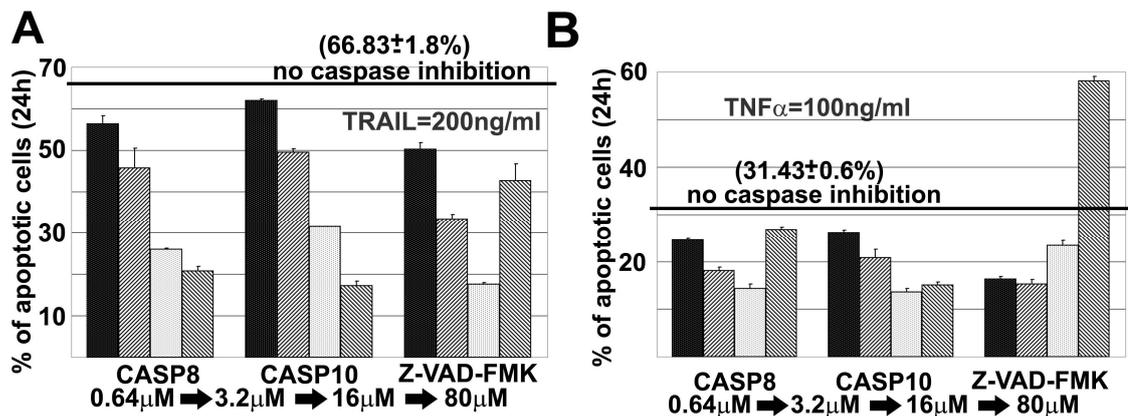 A
(66.83±1.8%)
no caspase inhibition
TRAIL=200ng/ml
% of apoptotic cells (24h)
70
50
30
10
CASP8 CASP10 Z-VAD-FMK
0.64μM 3.2μM 16μM 80μM
B
TNFα=100ng/ml
(31.43±0.6%)
no caspase inhibition
% of apoptotic cells (24h)
60
40
20
CASP8 CASP10 Z-VAD-FMK
0.64μM 3.2μM 16μM 80μM